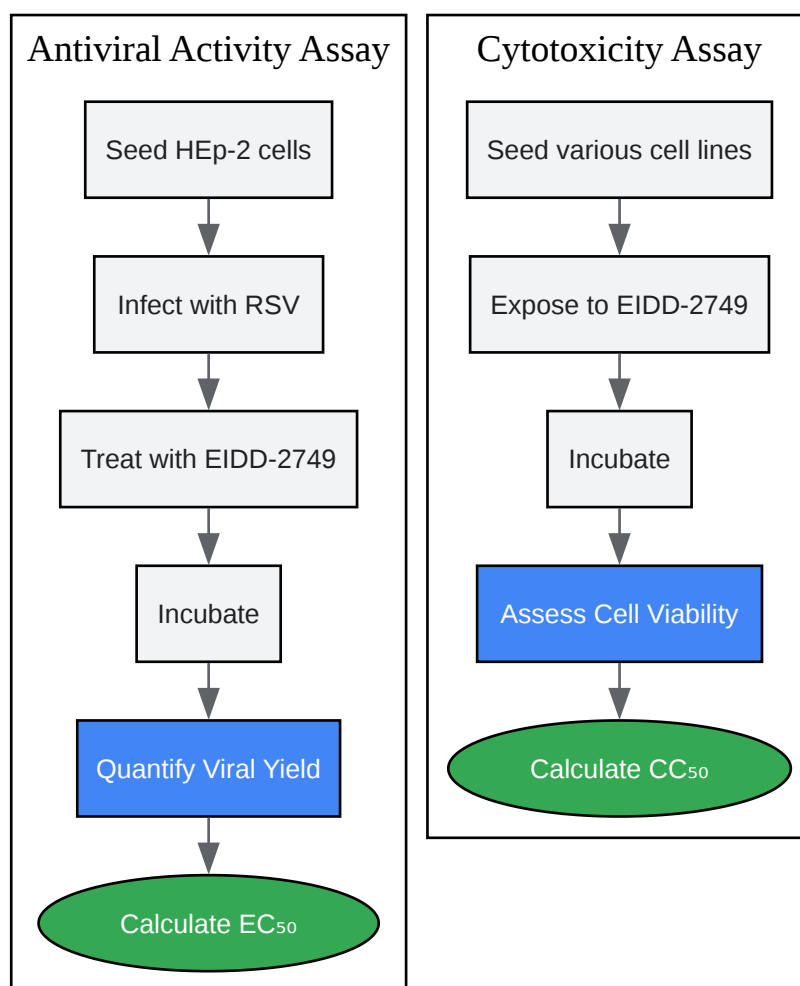 Antiviral Activity Assay
Seed HEp-2 cells
Infect with RSV
Treat with EIDD-2749
Incubate
Quantify Viral Yield
Calculate EC₅₀
Cytotoxicity Assay
Seed various cell lines
Expose to EIDD-2749
Incubate
Assess Cell Viability
Calculate CC₅₀